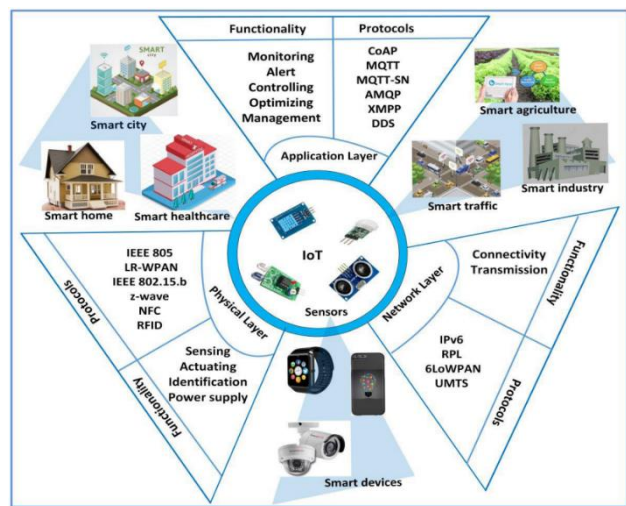 Functionality
Protocols
Monitoring
Alert
Controlling
Optimizing
Management
CoAP
MQTT
MQTT-SN
AMQP
XMPP
DDS
Application Layer
SMART
city
Smart city
Smart home
Smart healthcare
Smart agriculture
Smart traffic
Smart industry
IoT
Sensors
Protocols
IEEE 805
LR-WPAN
IEEE 802.15.b
z-wave
NFC
RFID
Physical Layer
Functionality
Sensing
Actuating
Identification
Power supply
Network Layer
Connectivity
Transmission
Functionality
IPv6
RPL
6LoWPAN
UMTS
Protocols
Smart devices